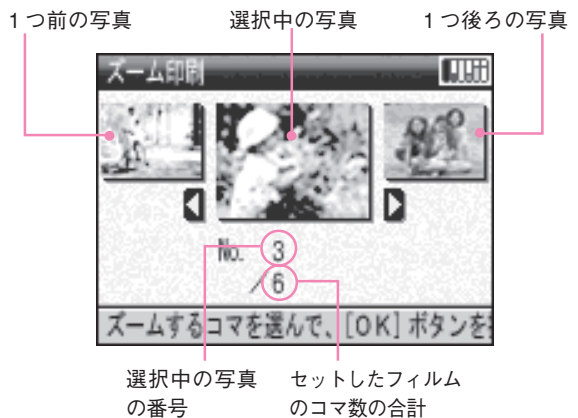 1つ前の写真
選択中の写真
1つ後ろの写真
ズーム印刷
No. 3
/6
ズームするコマを選んで、[OK]ボタンを
選択中の写真
の番号
セットしたフィルム
のコマ数の合計